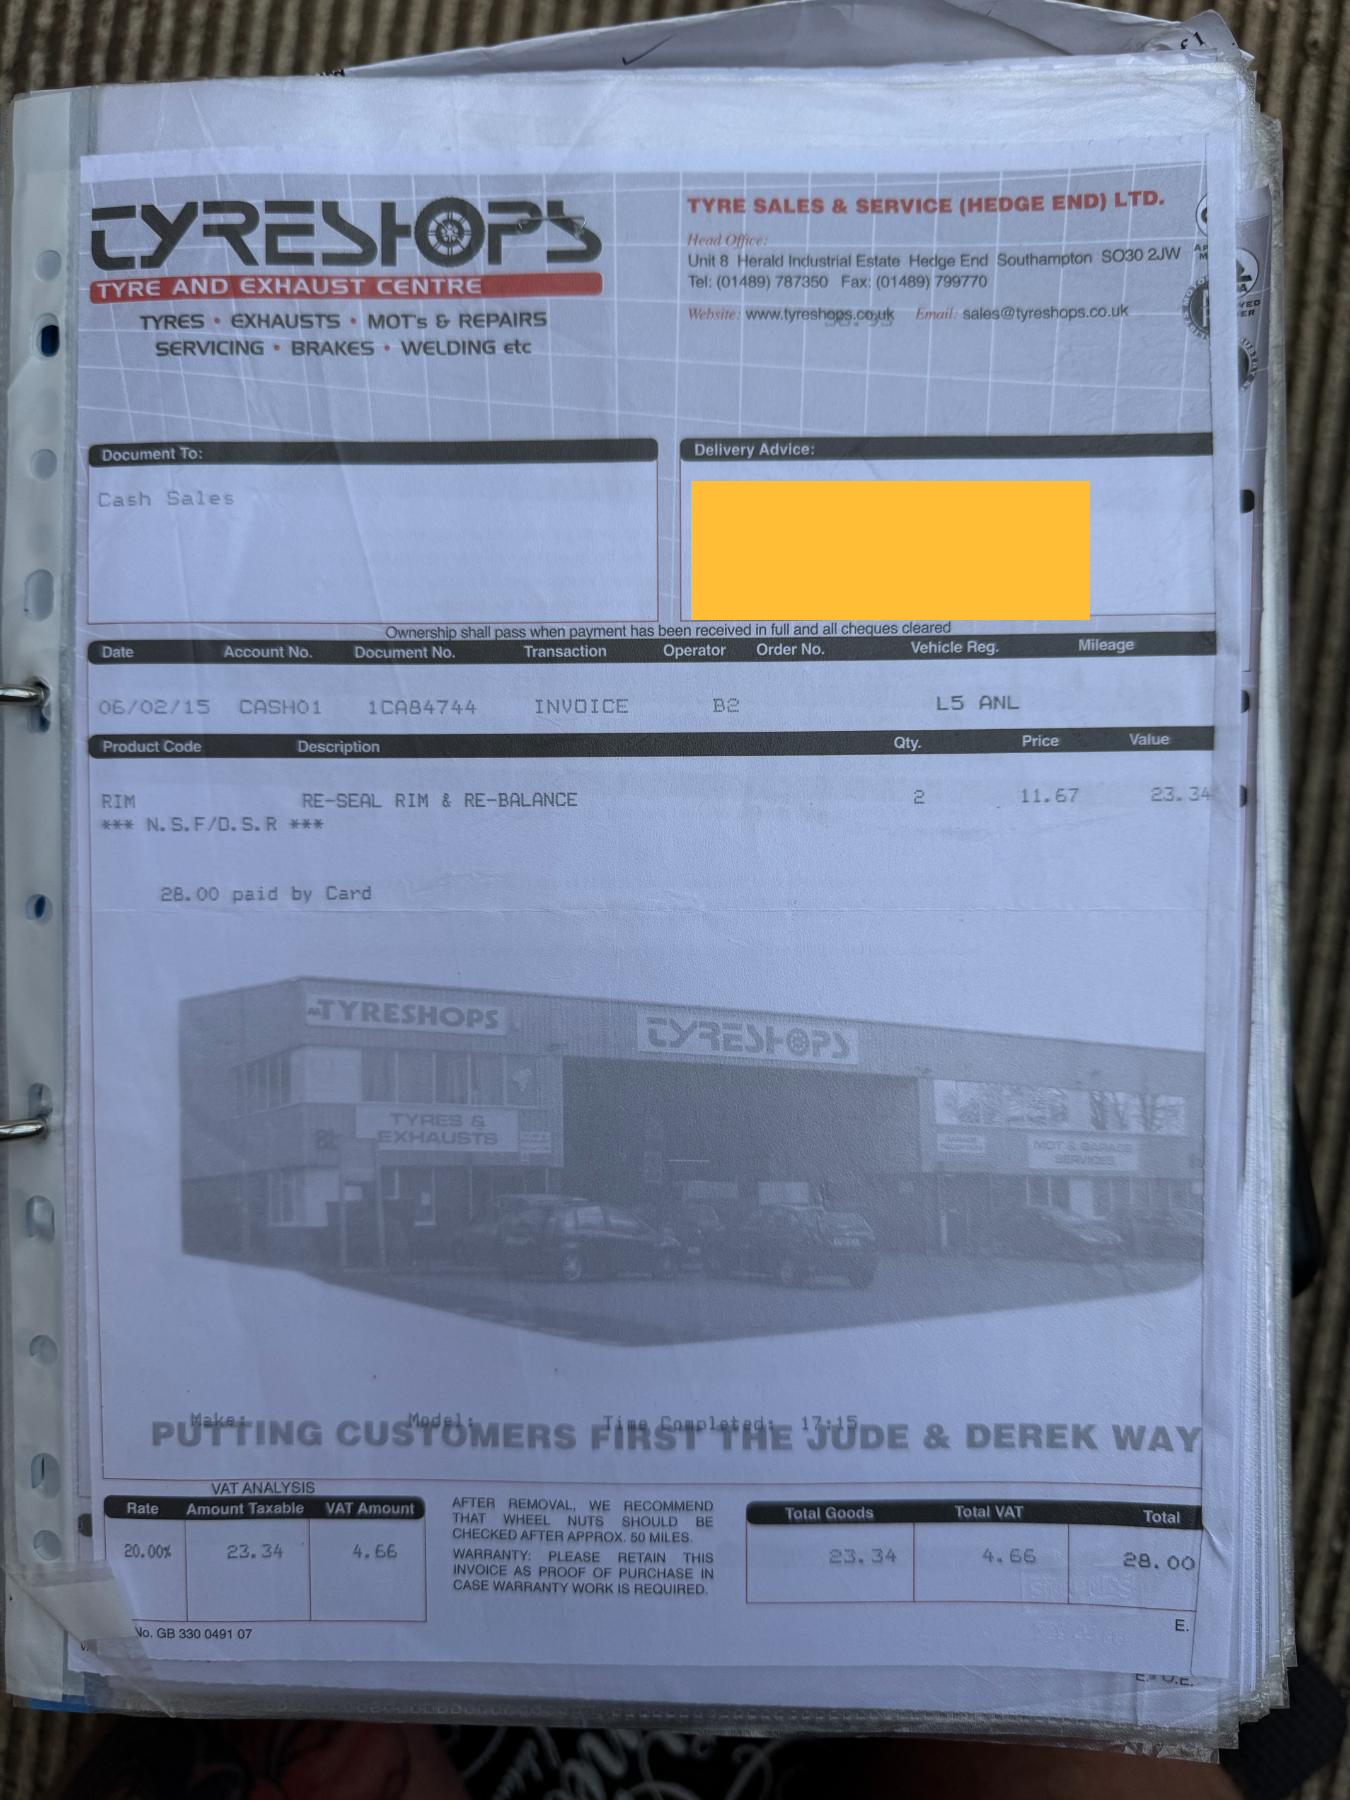 TYRESHOPS
TYRE AND EXHAUST CENTRE
TYRES • EXHAUSTS • MOT's & REPAIRS
SERVICING • BRAKES • WELDING etc
TYRE SALES & SERVICE (HEDGE END) LTD.
Head Office:
Unit 8 Herald Industrial Estate Hedge End Southampton SO30 2JW
Tel: (01489) 787350 Fax: (01489) 799770
Website: www.tyreshops.co.uk Email: sales@tyreshops.co.uk
Document To:
Cash Sales
Delivery Advice:
Ownership shall pass when payment has been received in full and all cheques cleared
Date Account No. Document No. Transaction Operator Order No. Vehicle Reg. Mileage
06/02/15 CASH01 1CA84744 INVOICE B2 L5 ANL
Product Code Description Qty. Price Value
RIM RE-SEAL RIM & RE-BALANCE 2 11.67 23.34
*** N.S.F/D.S.R ***
28.00 paid by Card
TYRESHOPS
TYRESHOPS
TYRES &
EXHAUSTS
MOT & GARAGE
SERVICES
Make: Model: Time Completed: 17:15
PUTTING CUSTOMERS FIRST THE JUDE & DEREK WAY
VAT ANALYSIS
Rate Amount Taxable VAT Amount
20.00% 23.34 4.66
AFTER REMOVAL, WE RECOMMEND
THAT WHEEL NUTS SHOULD BE
CHECKED AFTER APPROX. 50 MILES.
WARRANTY: PLEASE RETAIN THIS
INVOICE AS PROOF OF PURCHASE IN
CASE WARRANTY WORK IS REQUIRED.
Total Goods Total VAT Total
23.34 4.66 28.00
No. GB 330 0491 07
E.
E. & O.E.